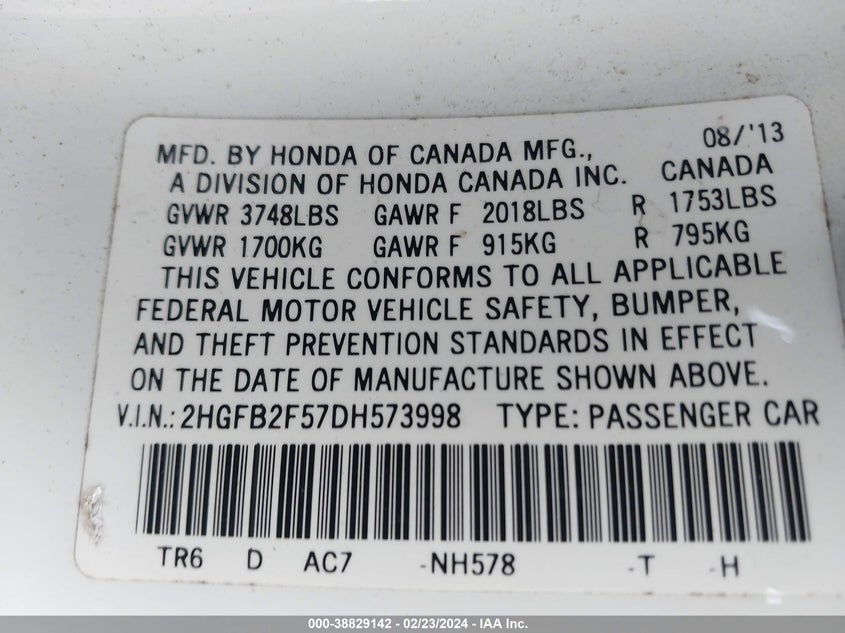 08/'13
MFD. BY HONDA OF CANADA MFG.,
A DIVISION OF HONDA CANADA INC. CANADA
GVWR 3748LBS GAWR F 2018LBS R 1753LBS
GVWR 1700KG GAWR F 915KG R 795KG
THIS VEHICLE CONFORMS TO ALL APPLICABLE
FEDERAL MOTOR VEHICLE SAFETY, BUMPER,
AND THEFT PREVENTION STANDARDS IN EFFECT
ON THE DATE OF MANUFACTURE SHOWN ABOVE.
V.I.N.: 2HGFB2F57DH573998 TYPE: PASSENGER CAR
TR6 D AC7 -NH578 -T -H
000-38829142 - 02/23/2024 - IAA Inc.